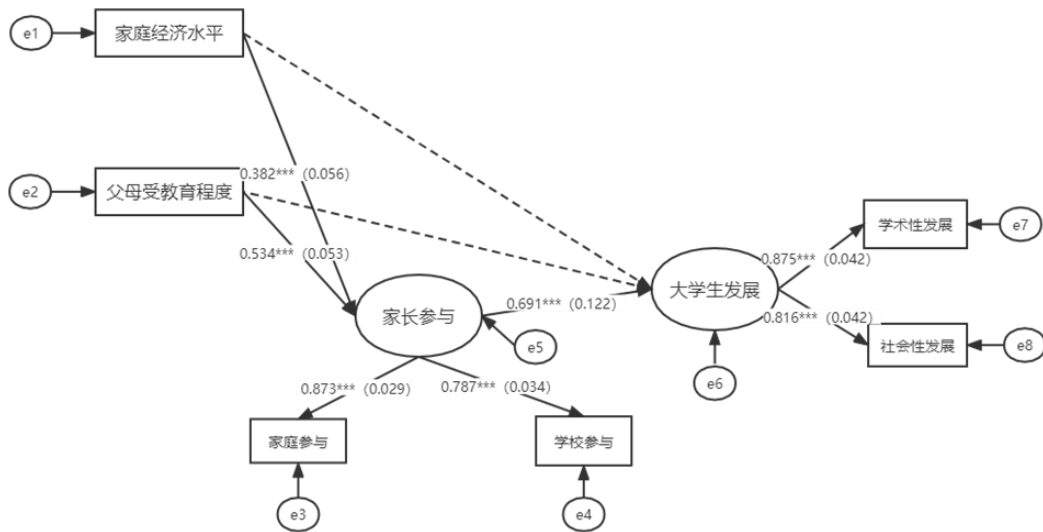 e1
家庭经济水平
e2
父母受教育程度
0.382***（0.056）
0.534***（0.053）
学术性发展
e7
0.875***（0.042）
大学生发展
0.691***（0.122）
家长参与
0.816***（0.042）
社会性发展
e8
e5
e6
0.873***（0.029）
0.787***（0.034）
家庭参与
学校参与
e3
e4